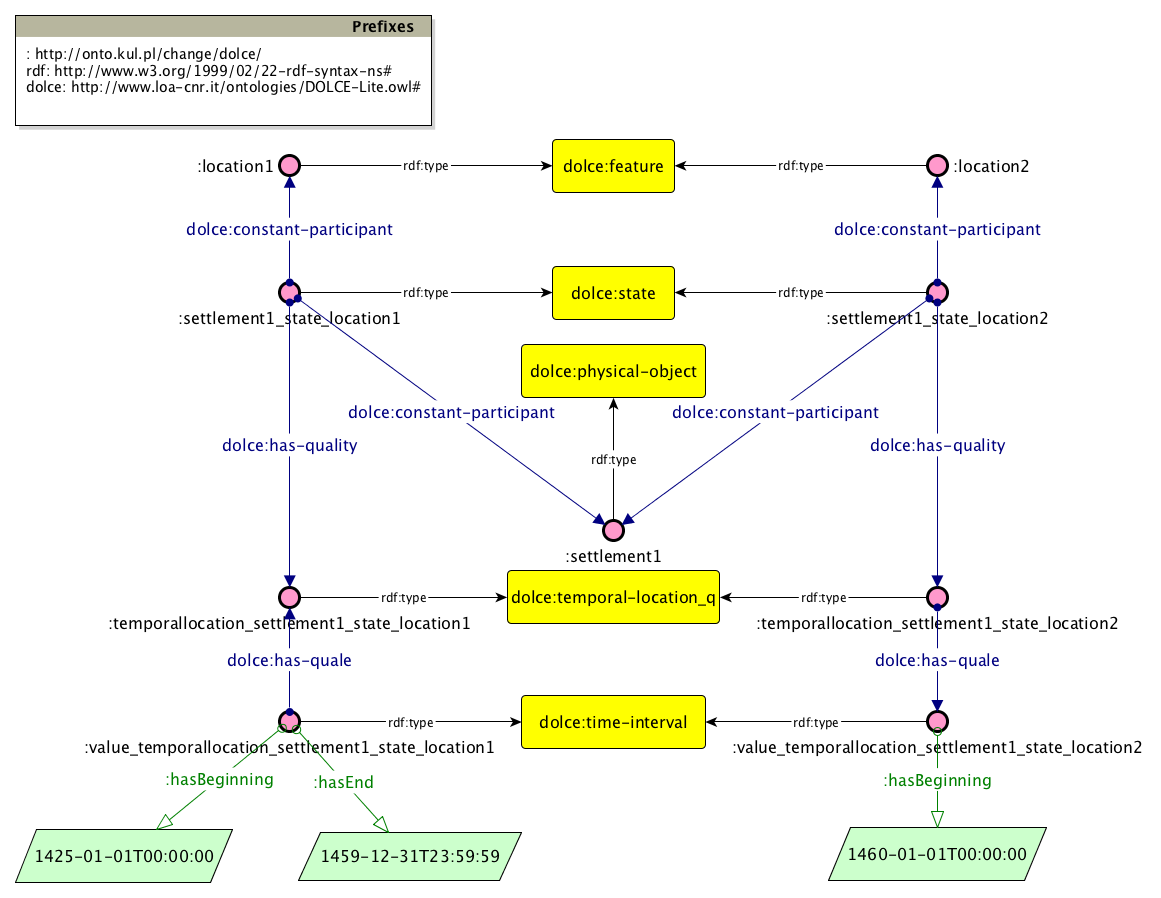 Prefixes
: http://onto.kul.pl/change/dolce/
rdf: http://www.w3.org/1999/02/22-rdf-syntax-ns#
dolce: http://www.loa-cnr.it/ontologies/DOLCE-Lite.owl#
:location1
rdf:type
dolce:feature
rdf:type
:location2
dolce:constant-participant
dolce:constant-participant
rdf:type
dolce:state
rdf:type
:settlement1_state_location1
:settlement1_state_location2
dolce:physical-object
dolce:constant-participant
dolce:constant-participant
dolce:has-quality
dolce:has-quality
rdf:type
:settlement1
rdf:type
dolce:temporal-location_q
rdf:type
:temporallocation_settlement1_state_location1
:temporallocation_settlement1_state_location2
dolce:has-quale
dolce:has-quale
rdf:type
dolce:time-interval
rdf:type
:value_temporallocation_settlement1_state_location1
:value_temporallocation_settlement1_state_location2
:hasBeginning
:hasEnd
:hasBeginning
1425-01-01T00:00:00
1459-12-31T23:59:59
1460-01-01T00:00:00